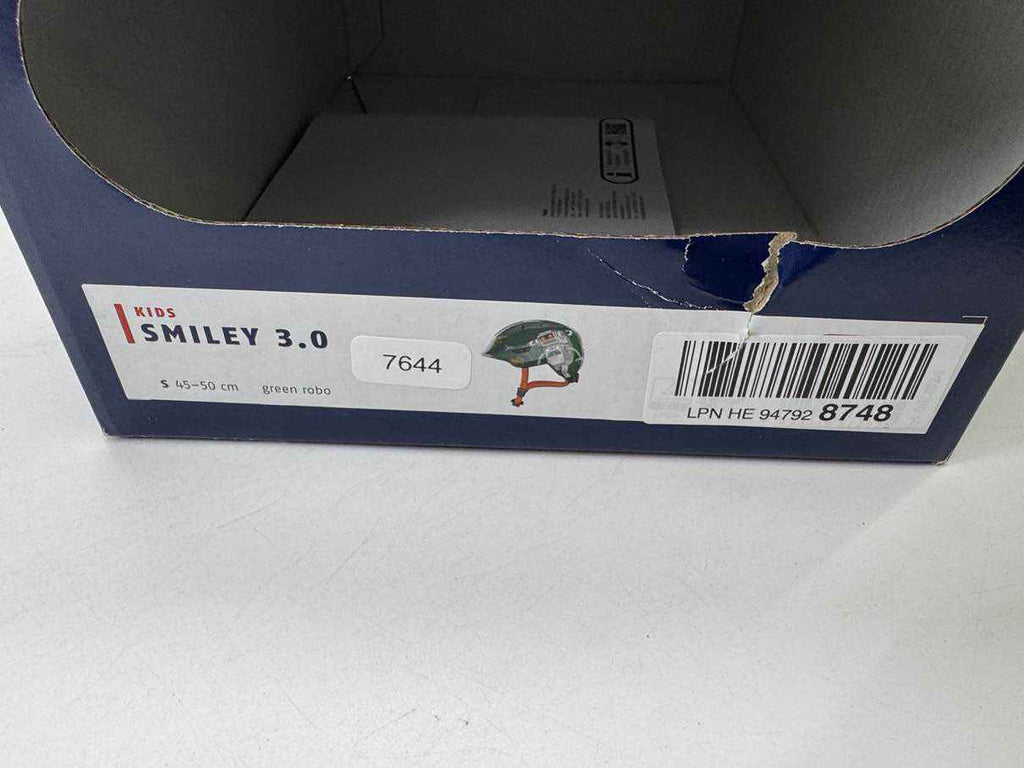 KIDS
SMILEY 3.0
7644
S 45–50 cm green robo
LPN HE 94792 8748